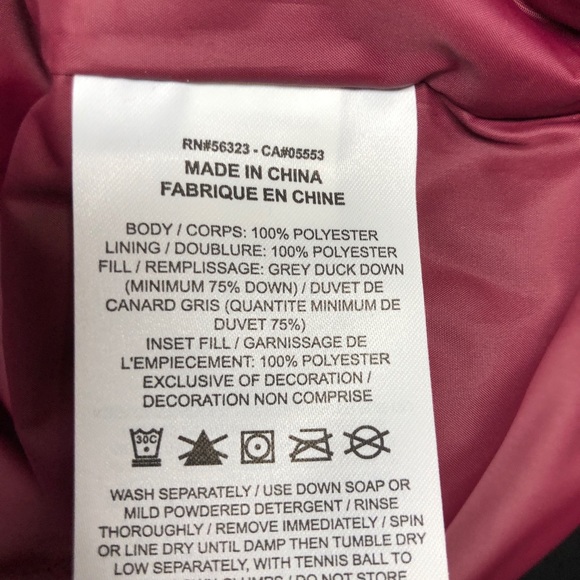 RN#56323 - CA#05553
MADE IN CHINA
FABRIQUE EN CHINE
BODY / CORPS: 100% POLYESTER
LINING / DOUBLURE: 100% POLYESTER
FILL / REMPLISSAGE: GREY DUCK DOWN
(MINIMUM 75% DOWN) / DUVET DE
CANARD GRIS (QUANTITE MINIMUM DE
DUVET 75%)
INSET FILL / GARNISSAGE DE
L'EMPIECEMENT: 100% POLYESTER
EXCLUSIVE OF DECORATION /
DECORATION NON COMPRISE
30C
WASH SEPARATELY / USE DOWN SOAP OR
MILD POWDERED DETERGENT / RINSE
THOROUGHLY / REMOVE IMMEDIATELY / SPIN
OR LINE DRY UNTIL DAMP THEN TUMBLE DRY
LOW SEPARATELY, WITH TENNIS BALL TO
CLUMPS / DO NOT STORE